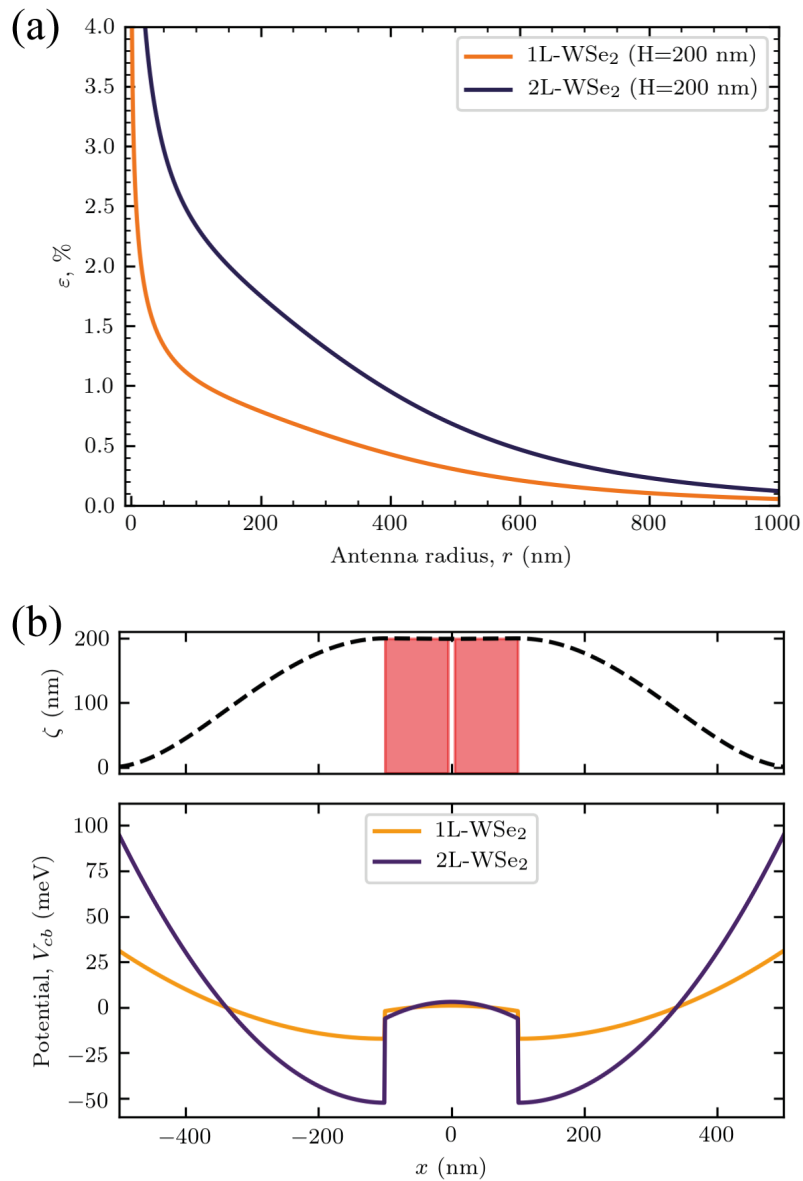 (a)
4.0
3.5
3.0
2.5
2.0
1.5
1.0
0.5
0.0
ε, %
1L-WSe₂ (H=200 nm)
2L-WSe₂ (H=200 nm)
0 200 400 600 800 1000
Antenna radius, r (nm)
(b)
200
100
0
ζ (nm)
100
75
50
25
0
−25
−50
Potential, V_cb (meV)
1L-WSe₂
2L-WSe₂
−400 −200 0 200 400
x (nm)